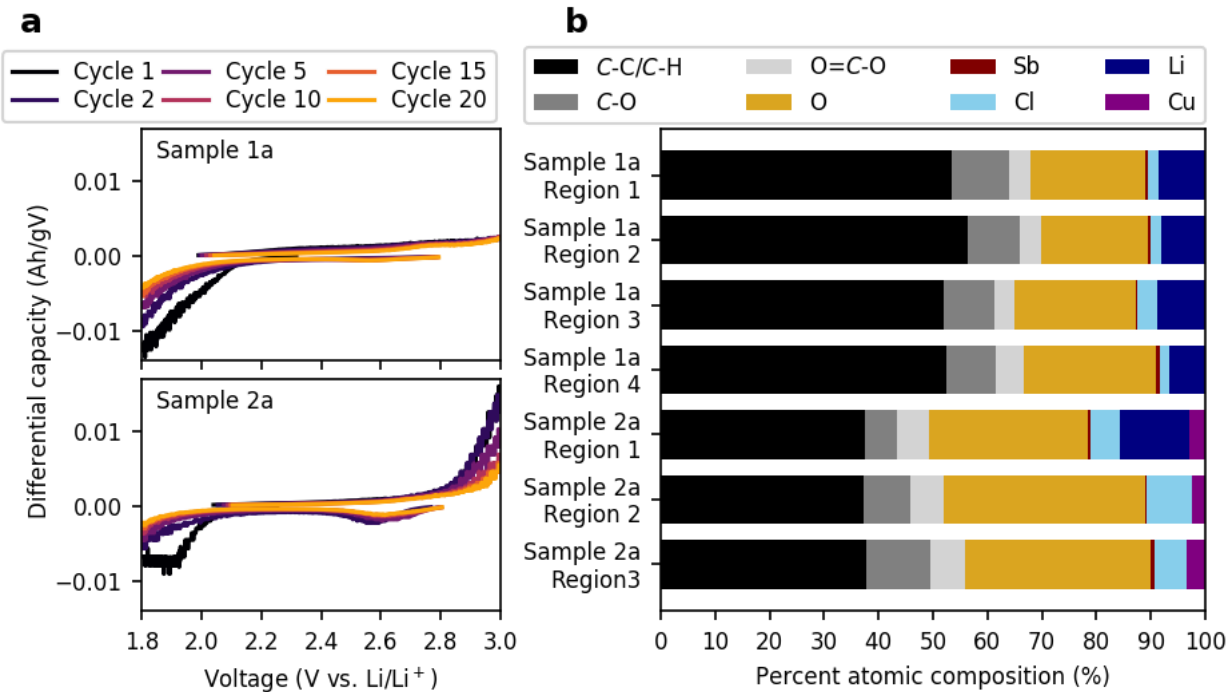 a
b
Cycle 1 Cycle 5 Cycle 15
Cycle 2 Cycle 10 Cycle 20
C-C/C-H O=C-O Sb Li
C-O O Cl Cu
Differential capacity (Ah/gV)
Sample 1a
0.01
0.00
−0.01
Sample 2a
0.01
0.00
−0.01
1.8 2.0 2.2 2.4 2.6 2.8 3.0
Voltage (V vs. Li/Li⁺)
Sample 1a
Region 1
Sample 1a
Region 2
Sample 1a
Region 3
Sample 1a
Region 4
Sample 2a
Region 1
Sample 2a
Region 2
Sample 2a
Region3
0 10 20 30 40 50 60 70 80 90 100
Percent atomic composition (%)